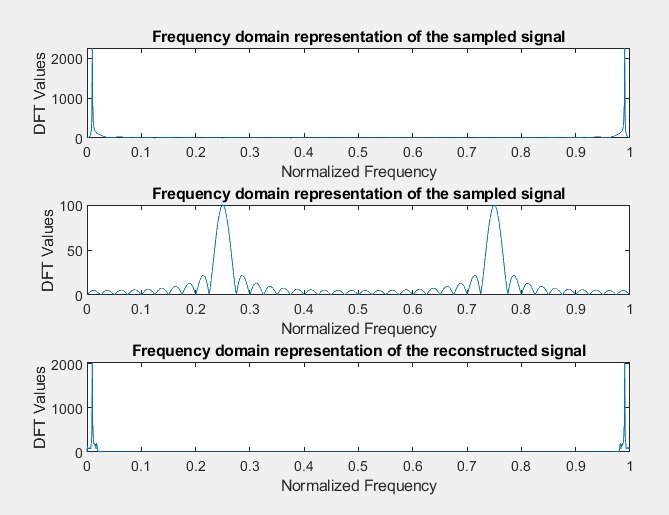 Frequency domain representation of the sampled signal
2000
1000
0
DFT Values
0 0.1 0.2 0.3 0.4 0.5 0.6 0.7 0.8 0.9 1
Normalized Frequency
Frequency domain representation of the sampled signal
100
50
0
DFT Values
0 0.1 0.2 0.3 0.4 0.5 0.6 0.7 0.8 0.9 1
Normalized Frequency
Frequency domain representation of the reconstructed signal
2000
1000
0
DFT Values
0 0.1 0.2 0.3 0.4 0.5 0.6 0.7 0.8 0.9 1
Normalized Frequency